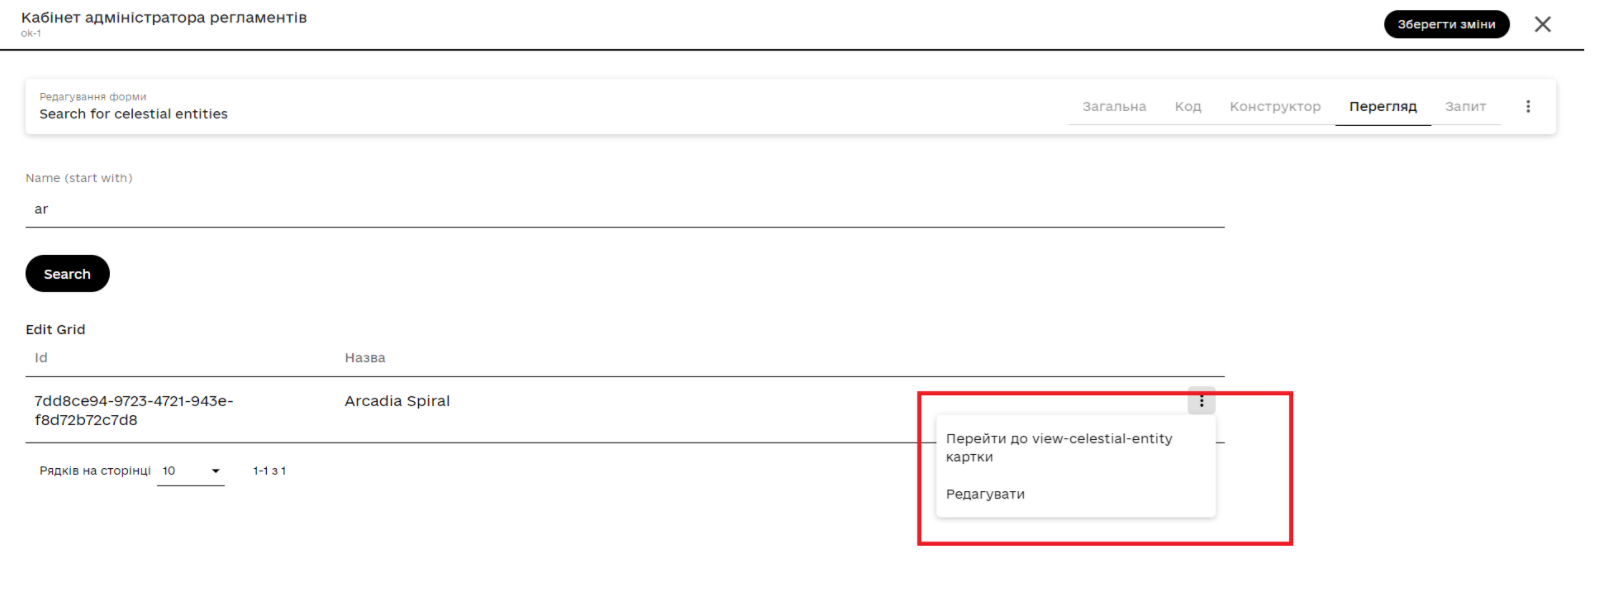 Кабінет адміністратора регламентів
ok-1
Зберегти зміни
Редагування форми
Search for celestial entities
Загальна Код Конструктор Перегляд Запит
Name (start with)
ar
Search
Edit Grid
Id Назва
7dd8ce94-9723-4721-943e-
f8d72b72c7d8
Arcadia Spiral
Перейти до view-celestial-entity
картки
Редагувати
Рядків на сторінці 10 1-1 з 1